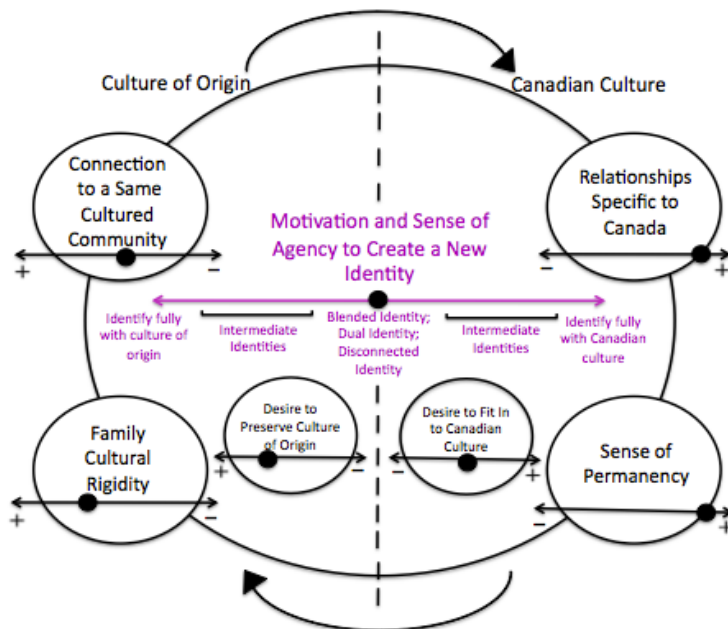 Culture of Origin
Canadian Culture
Connection
to a Same
Cultured
Community
+
–
Relationships
Specific to
Canada
–
+
Motivation and Sense of
Agency to Create a New
Identity
Identify fully
with culture of
origin
Intermediate
Identities
Blended Identity;
Dual Identity;
Disconnected
Identity
Intermediate
Identities
Identify fully
with Canadian
culture
Family
Cultural
Rigidity
+
–
Desire to
Preserve Culture
of Origin
+
–
Desire to Fit In
to Canadian
Culture
–
+
Sense of
Permanency
–
+